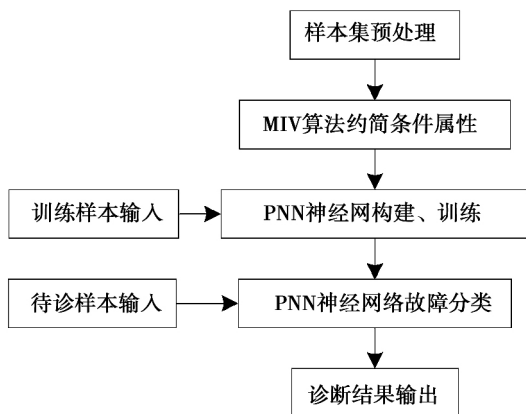 样本集预处理
MIV算法约简条件属性
训练样本输入
PNN神经网构建、训练
待诊样本输入
PNN神经网络故障分类
诊断结果输出